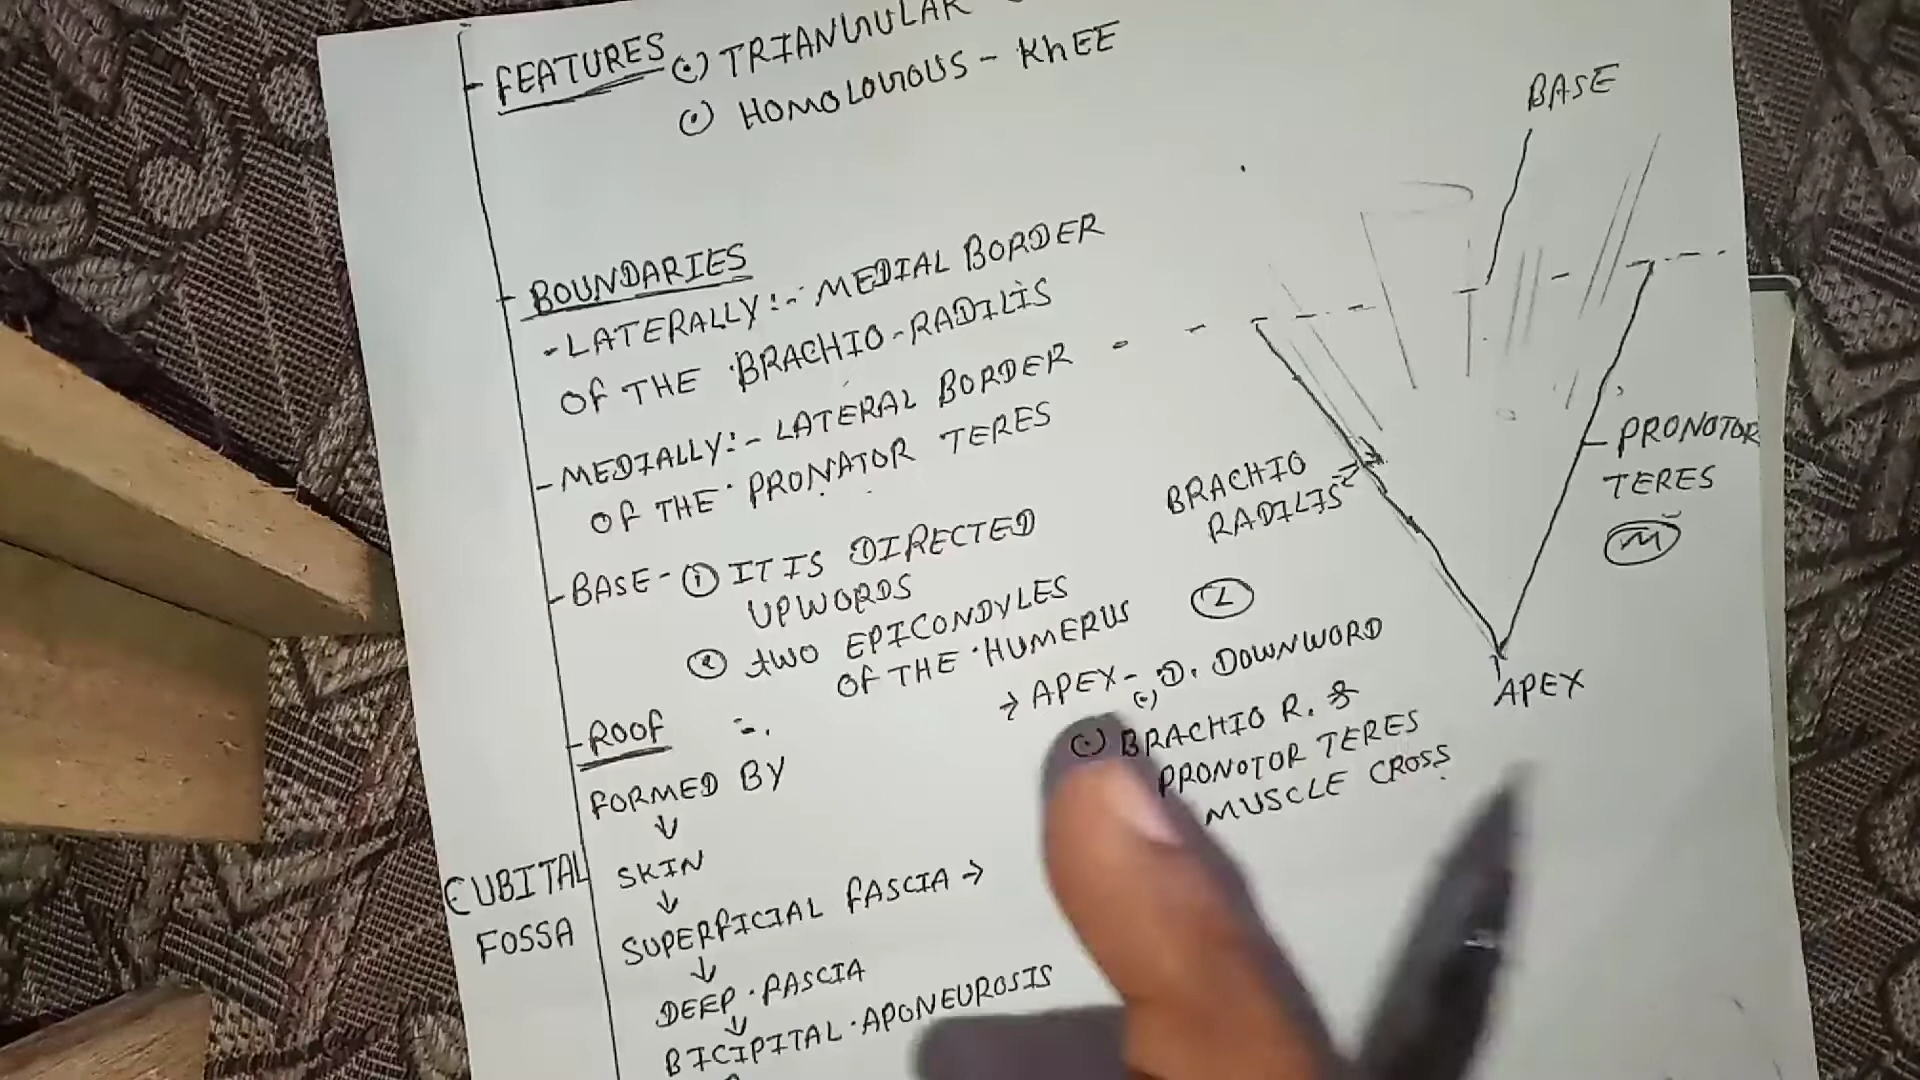 FEATURES (.) TRIANGULAR
(.) HOMOLOGOUS - KNEE
BASE
BOUNDARIES
- LATERALLY :- MEDIAL BORDER
OF THE BRACHIO-RADILIS
- MEDIALLY :- LATERAL BORDER
OF THE PRONATOR TERES
BASE - ① IT IS DIRECTED
UPWORDS
② TWO EPICONDYLES
OF THE HUMERUS
BRACHIO
RADILIS
L
PRONOTOR
TERES
M
APEX
→ APEX - (.) D. DOWNWORD
(.) BRACHIO R. &
PRONOTOR TERES
MUSCLE CROSS
ROOF :-
FORMED BY
↓
SKIN
↓
SUPERFICIAL FASCIA →
↓
DEEP FASCIA
↓
BICIPITAL APONEUROSIS
CUBITAL
FOSSA